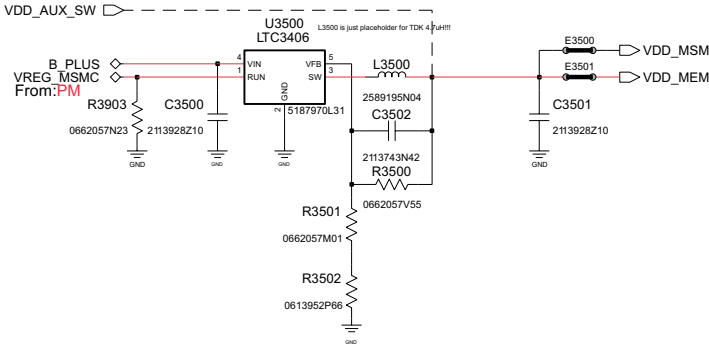 VDD_AUX_SW
U3500
LTC3406
L3500 is just placeholder for TDK 4.7uH!!!
E3500
VDD_MSM
B_PLUS
4
VIN
VFB
5
L3500
E3501
VDD_MEM
VREG_MSMC
1
RUN
SW
3
From:PM
GND
R3903
C3500
2
5187970L31
2589195N04
C3501
C3502
0662057N23
2113928Z10
2113928Z10
GND
GND
GND
2113743N42
GND
R3500
0662057V55
R3501
0662057M01
R3502
0613952P66
GND